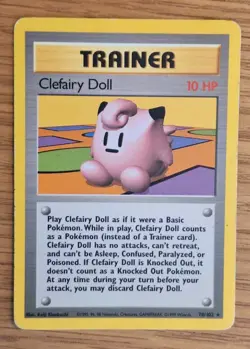 TRAINER
Clefairy Doll
10 HP
Play Clefairy Doll as if it were a Basic
Pokémon. While in play, Clefairy Doll counts
as a Pokémon (instead of a Trainer card).
Clefairy Doll has no attacks, can't retreat,
and can't be Asleep, Confused, Paralyzed, or
Poisoned. If Clefairy Doll is Knocked Out, it
doesn't count as a Knocked Out Pokémon. At
any time during your turn before your attack,
you may discard Clefairy Doll.
70/102